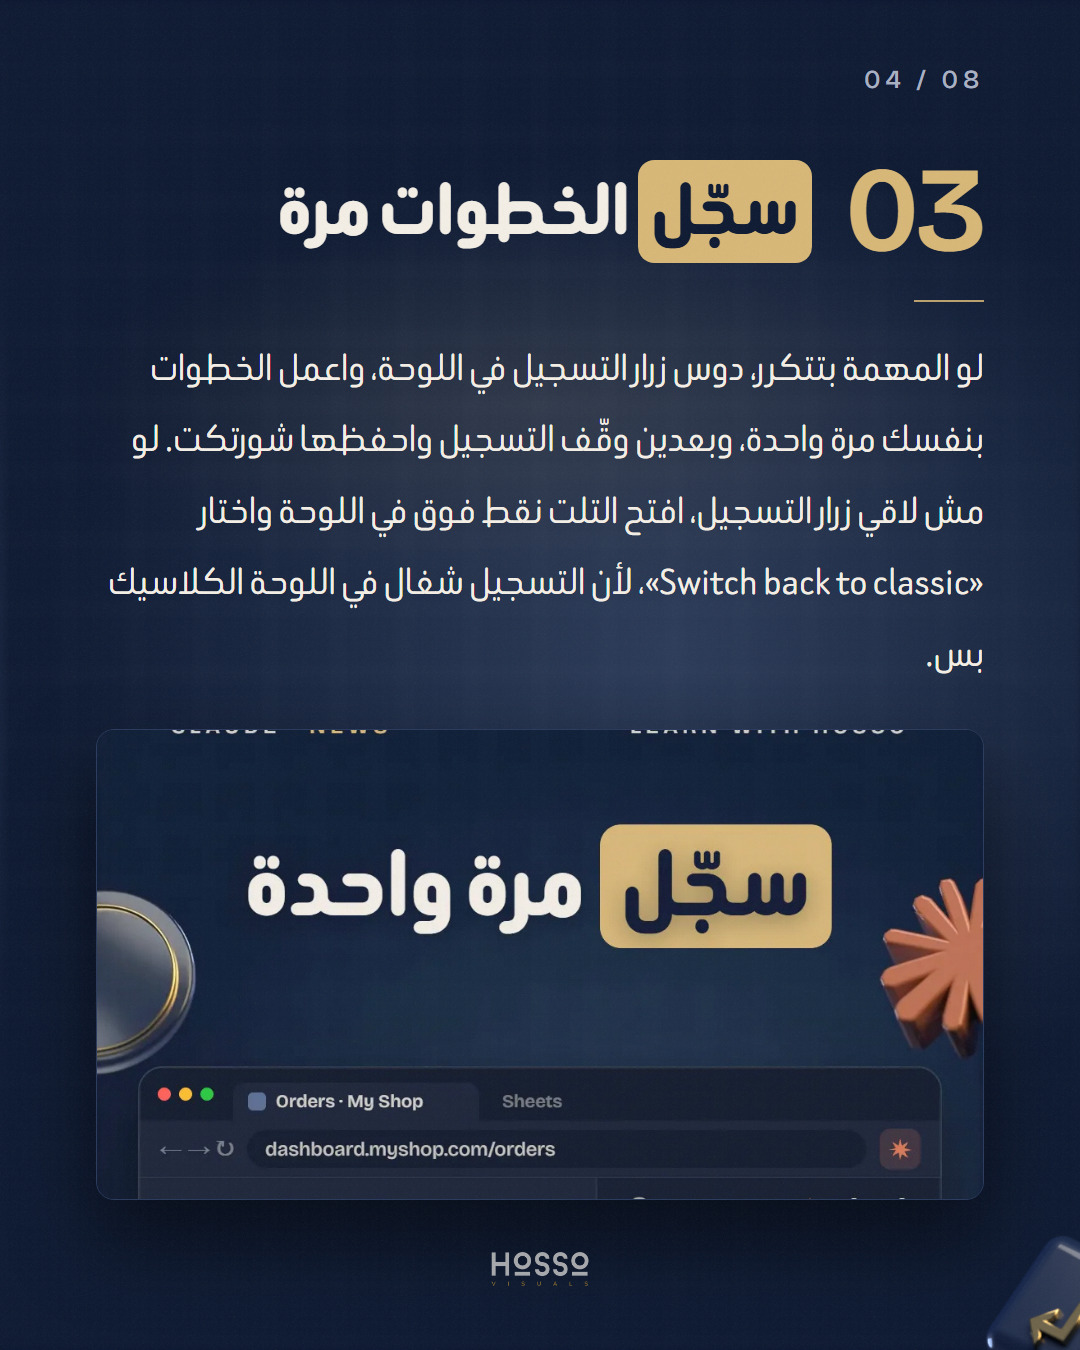 04 / 08
03 سجّل الخطوات مرة
لو المهمة بتتكرر، دوس زرار التسجيل في اللوحة، واعمل الخطوات
بنفسك مرة واحدة، وبعدين وقّف التسجيل واحفظها شورتكت. لو
مش لاقي زرار التسجيل، افتح التلت نقط فوق في اللوحة واختار
«Switch back to classic»، لأن التسجيل شغال في اللوحة الكلاسيك
بس.
سجّل مرة واحدة
Orders · My Shop Sheets
dashboard.myshop.com/orders
HOSSO
VISUALS